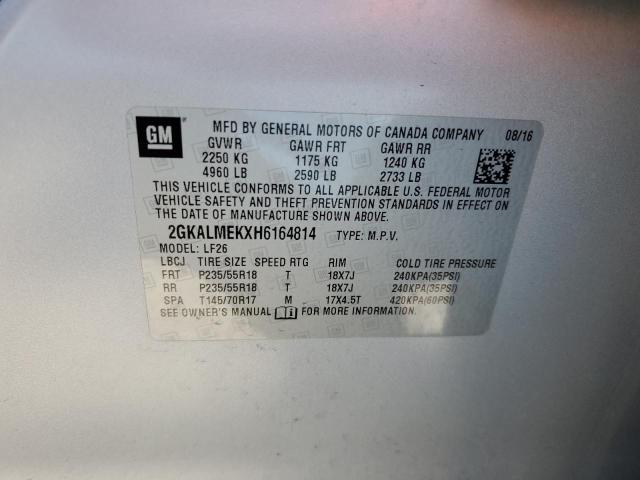 GM
MFD BY GENERAL MOTORS OF CANADA COMPANY 08/16
GVWR GAWR FRT GAWR RR
2250 KG 1175 KG 1240 KG
4960 LB 2590 LB 2733 LB
THIS VEHICLE CONFORMS TO ALL APPLICABLE U.S. FEDERAL MOTOR
VEHICLE SAFETY AND THEFT PREVENTION STANDARDS IN EFFECT ON
THE DATE OF MANUFACTURE SHOWN ABOVE.
2GKALMEKXH6164814 TYPE: M.P.V.
MODEL: LF26
LBCJ TIRE SIZE SPEED RTG RIM COLD TIRE PRESSURE
FRT P235/55R18 T 18X7J 240KPA(35PSI)
RR P235/55R18 T 18X7J 240KPA(35PSI)
SPA T145/70R17 M 17X4.5T 420KPA(60PSI)
SEE OWNER'S MANUAL FOR MORE INFORMATION.